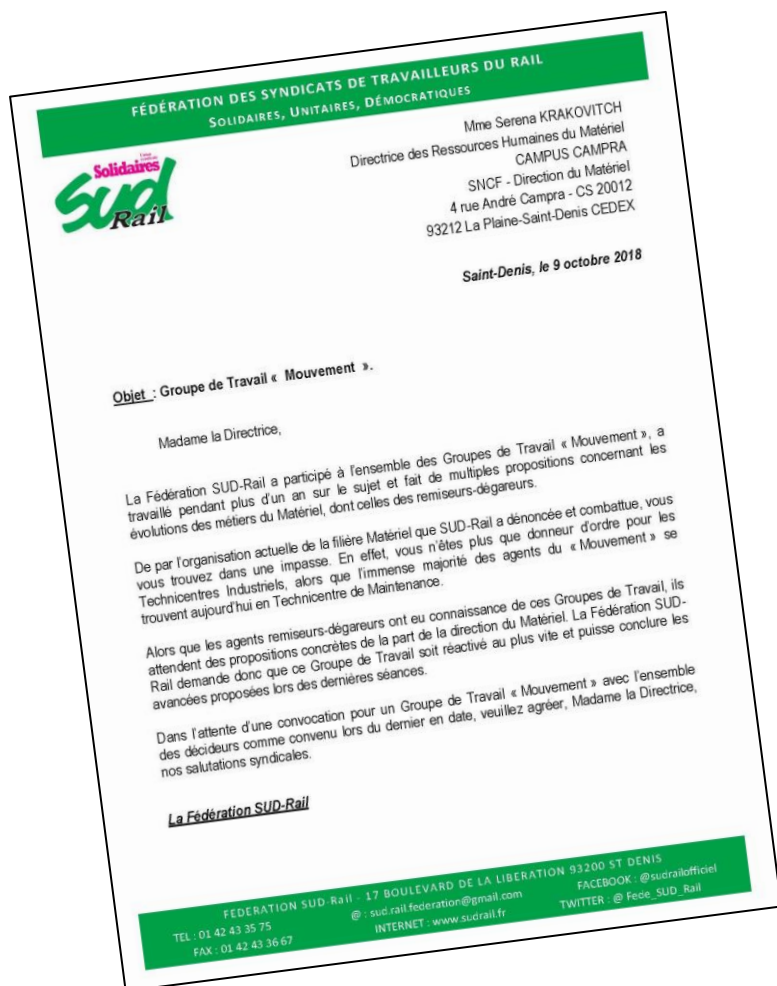 FÉDÉRATION DES SYNDICATS DE TRAVAILLEURS DU RAIL
SOLIDAIRES, UNITAIRES, DÉMOCRATIQUES
Union
syndicale
Solidaires
Sud
Rail
Mme Serena KRAKOVITCH
Directrice des Ressources Humaines du Matériel
CAMPUS CAMPRA
SNCF - Direction du Matériel
4 rue André Campra - CS 20012
93212 La Plaine-Saint-Denis CEDEX
Saint-Denis, le 9 octobre 2018
Objet : Groupe de Travail « Mouvement ».
Madame la Directrice,
La Fédération SUD-Rail a participé à l'ensemble des Groupes de Travail « Mouvement », a
travaillé pendant plus d'un an sur le sujet et fait de multiples propositions concernant les
évolutions des métiers du Matériel, dont celles des remiseurs-dégareurs.
De par l'organisation actuelle de la filière Matériel que SUD-Rail a dénoncée et combattue, vous
vous trouvez dans une impasse. En effet, vous n'êtes plus que donneur d'ordre pour les
Technicentres Industriels, alors que l'immense majorité des agents du « Mouvement » se
trouvent aujourd'hui en Technicentre de Maintenance.
Alors que les agents remiseurs-dégareurs ont eu connaissance de ces Groupes de Travail, ils
attendent des propositions concrètes de la part de la direction du Matériel. La Fédération SUD-
Rail demande donc que ce Groupe de Travail soit réactivé au plus vite et puisse conclure les
avancées proposées lors des dernières séances.
Dans l'attente d'une convocation pour un Groupe de Travail « Mouvement » avec l'ensemble
des décideurs comme convenu lors du dernier en date, veuillez agréer, Madame la Directrice,
nos salutations syndicales.
La Fédération SUD-Rail
FEDERATION SUD-Rail - 17 BOULEVARD DE LA LIBERATION 93200 ST DENIS
TEL : 01 42 43 35 75 @ : sud.rail.federation@gmail.com FACEBOOK : @sudrailofficiel
FAX : 01 42 43 36 67 INTERNET : www.sudrail.fr TWITTER : @ Fede_SUD_Rail